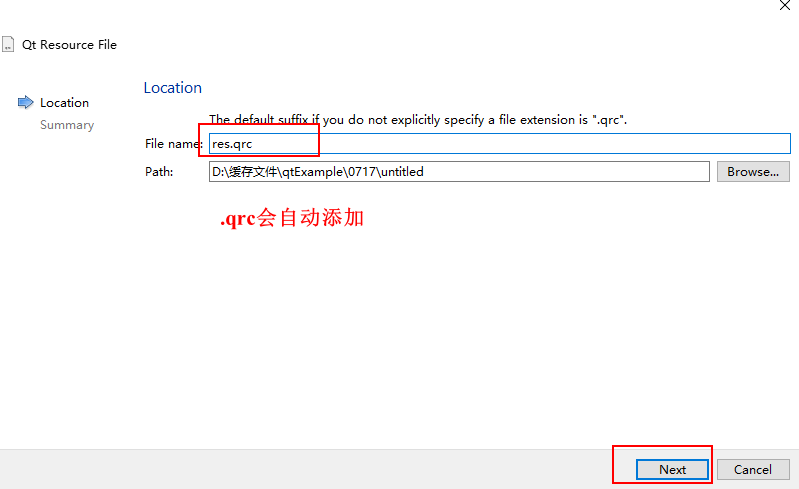 Qt Resource File
Location
Summary
Location
The default suffix if you do not explicitly specify a file extension is ".qrc".
File name: res.qrc
Path: D:\缓存文件\qtExample\0717\untitled Browse...
.qrc会自动添加
Next Cancel